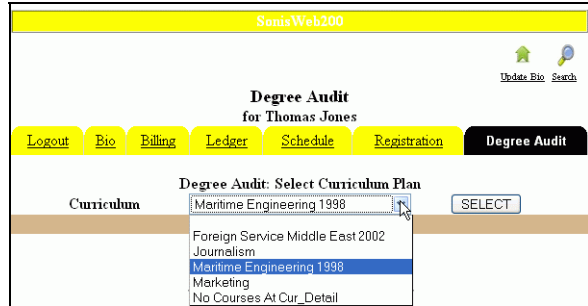 SonisWeb200
Update Bio Search
Degree Audit
for Thomas Jones
Logout Bio Billing Ledger Schedule Registration Degree Audit
Degree Audit: Select Curriculum Plan
Curriculum Maritime Engineering 1998 SELECT
Foreign Service Middle East 2002
Journalism
Maritime Engineering 1998
Marketing
No Courses At Cur_Detail